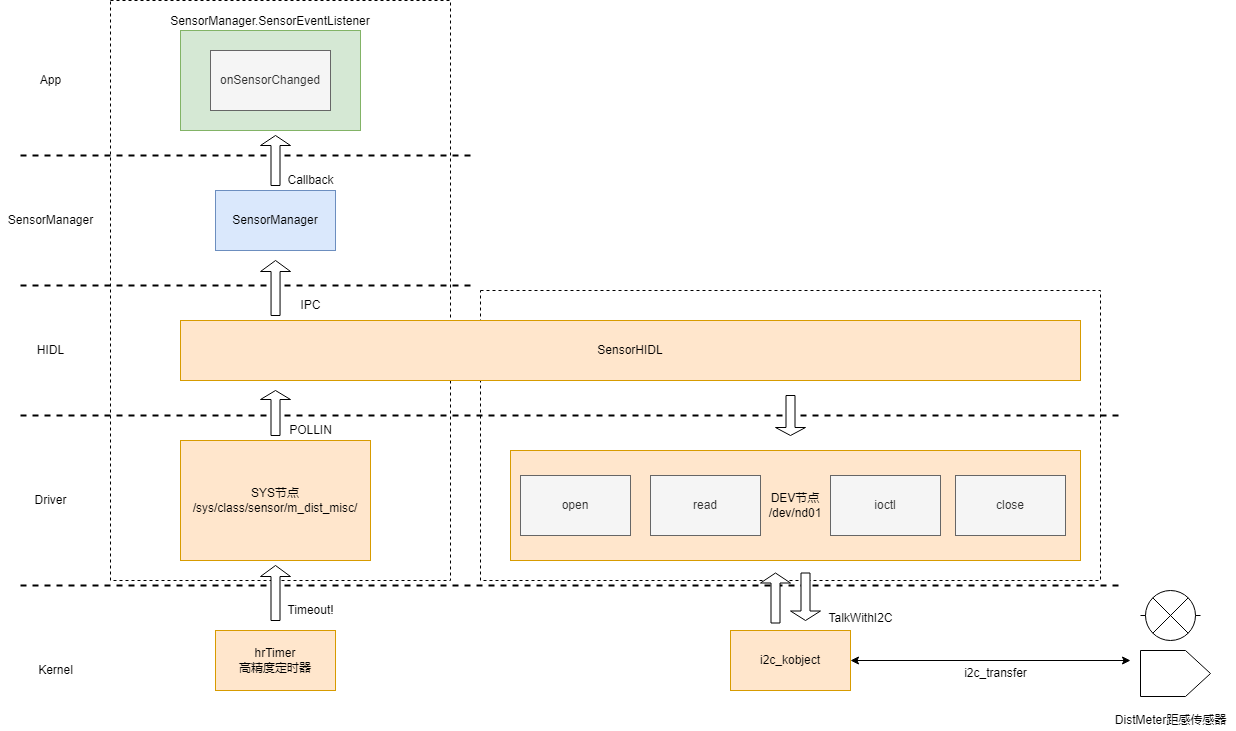 SensorManager.SensorEventListener
App
onSensorChanged
Callback
SensorManager
SensorManager
IPC
HIDL
SensorHIDL
POLLIN
Driver
SYS节点
/sys/class/sensor/m_dist_misc/
open
read
DEV节点
/dev/nd01
ioctl
close
Timeout!
TalkWithI2C
Kernel
hrTimer
高精度定时器
i2c_kobject
i2c_transfer
DistMeter距感传感器